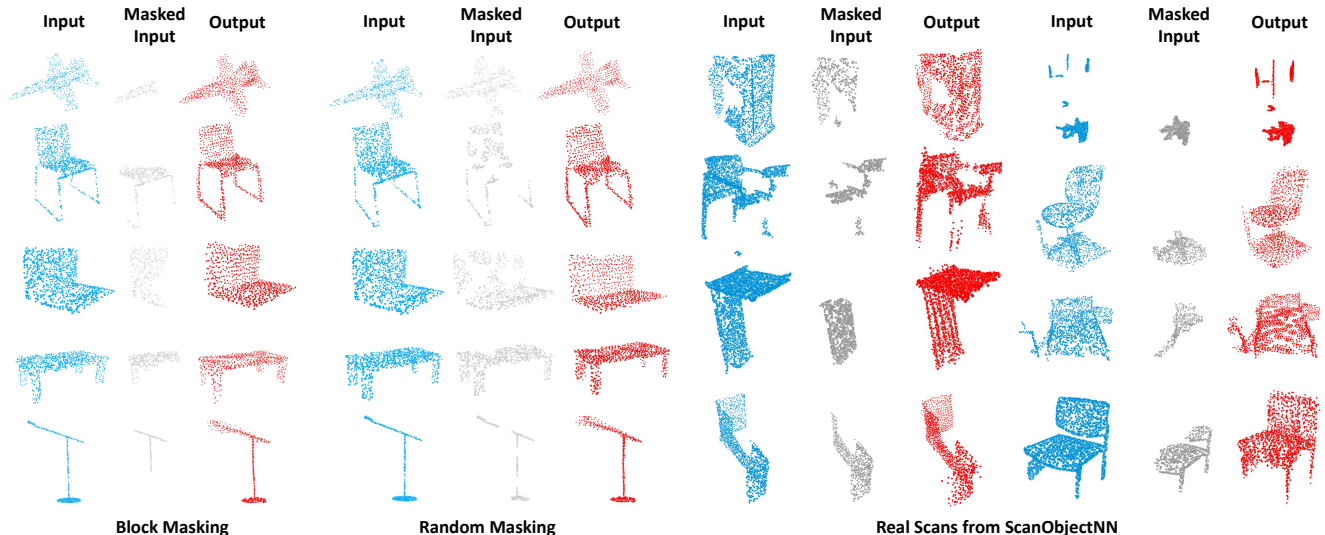 Input Masked Input Output Input Masked Input Output Input Masked Input Output Input Masked Input Output
Block Masking Random Masking Real Scans from ScanObjectNN